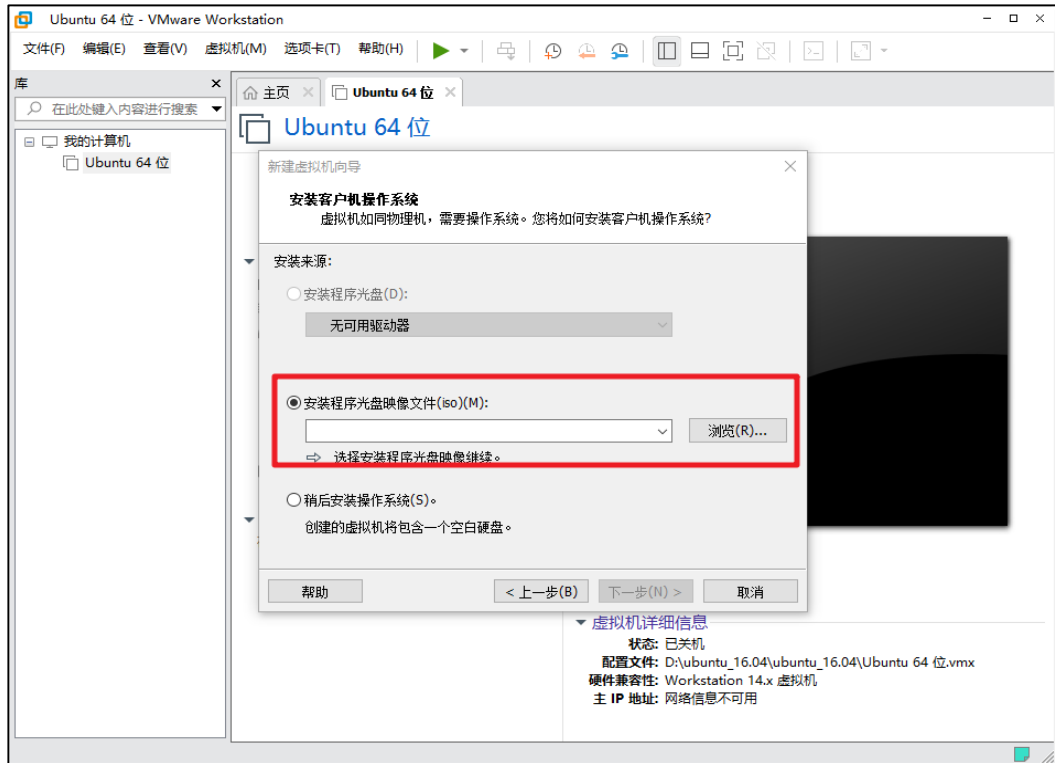 Ubuntu 64 位 - VMware Workstation
文件(F) 编辑(E) 查看(V) 虚拟机(M) 选项卡(T) 帮助(H)
库
在此处键入内容进行搜索
我的计算机
Ubuntu 64 位
主页 Ubuntu 64 位
Ubuntu 64 位
新建虚拟机向导
安装客户机操作系统
虚拟机如同物理机，需要操作系统。您将如何安装客户机操作系统?
安装来源:
安装程序光盘(D):
无可用驱动器
安装程序光盘映像文件(iso)(M):
浏览(R)...
选择安装程序光盘映像继续。
稍后安装操作系统(S)。
创建的虚拟机将包含一个空白硬盘。
帮助 < 上一步(B) 下一步(N) > 取消
虚拟机详细信息
状态: 已关机
配置文件: D:\ubuntu_16.04\ubuntu_16.04\Ubuntu 64 位.vmx
硬件兼容性: Workstation 14.x 虚拟机
主 IP 地址: 网络信息不可用